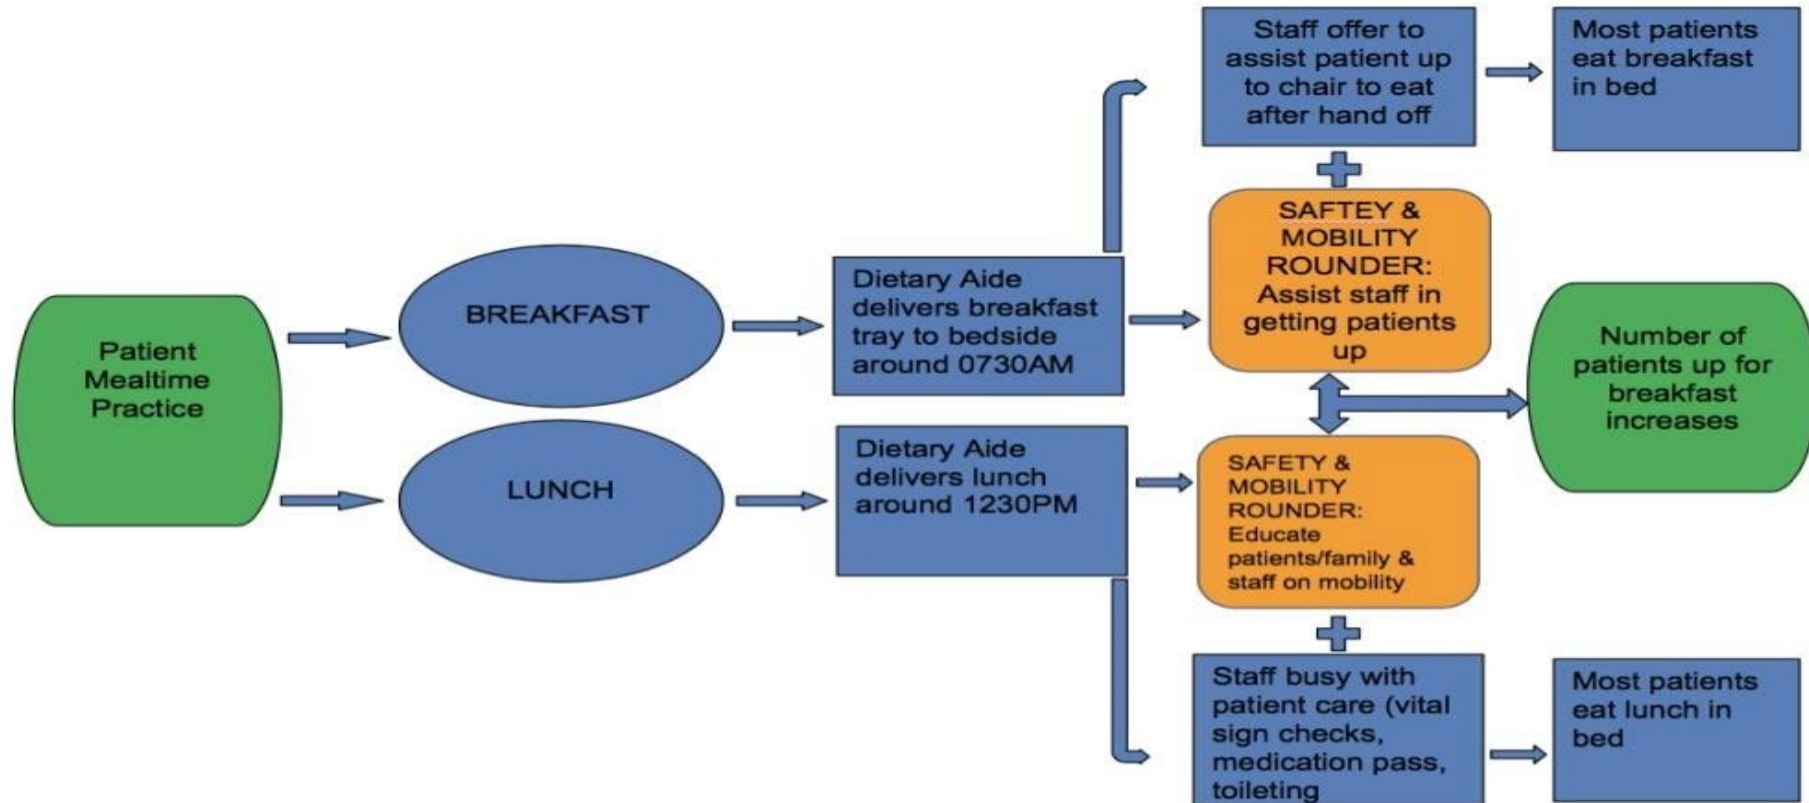 Patient
Mealtime
Practice
BREAKFAST
LUNCH
Dietary Aide
delivers breakfast
tray to bedside
around 0730AM
Dietary Aide
delivers lunch
around 1230PM
Staff offer to
assist patient up
to chair to eat
after hand off
Most patients
eat breakfast
in bed
SAFTEY &
MOBILITY
ROUNDER:
Assist staff in
getting patients
up
SAFETY &
MOBILITY
ROUNDER:
Educate
patients/family &
staff on mobility
Number of
patients up for
breakfast
increases
Staff busy with
patient care (vital
sign checks,
medication pass,
toileting
Most patients
eat lunch in
bed